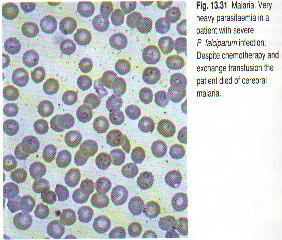 Fig. 13.31 Malaria. Very
heavy parasitaemia in a
patient with severe
P. falciparum infection.
Despite chemotherapy and
exchange transfusion the
patient died of cerebral
malaria.